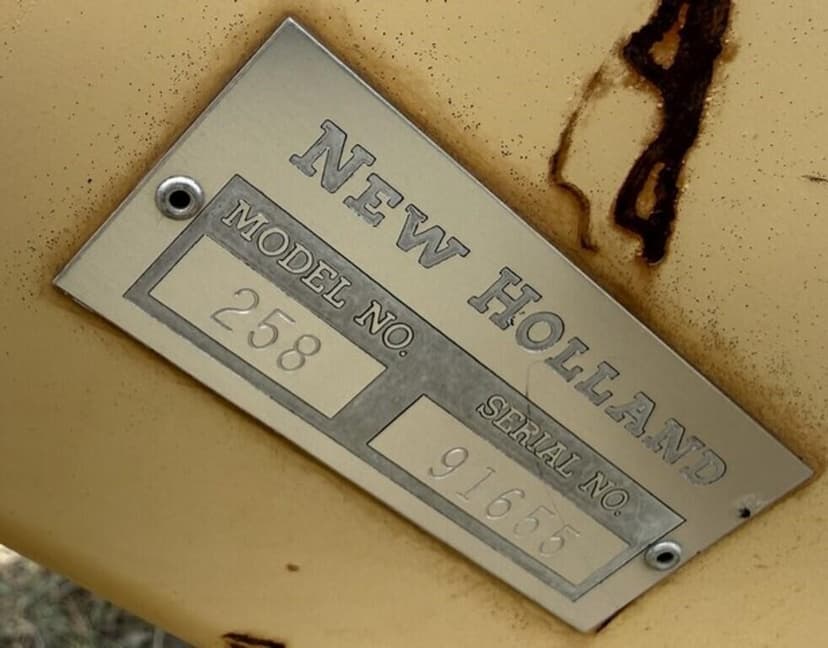 NEW HOLLAND
MODEL NO.
258
SERIAL NO.
91655